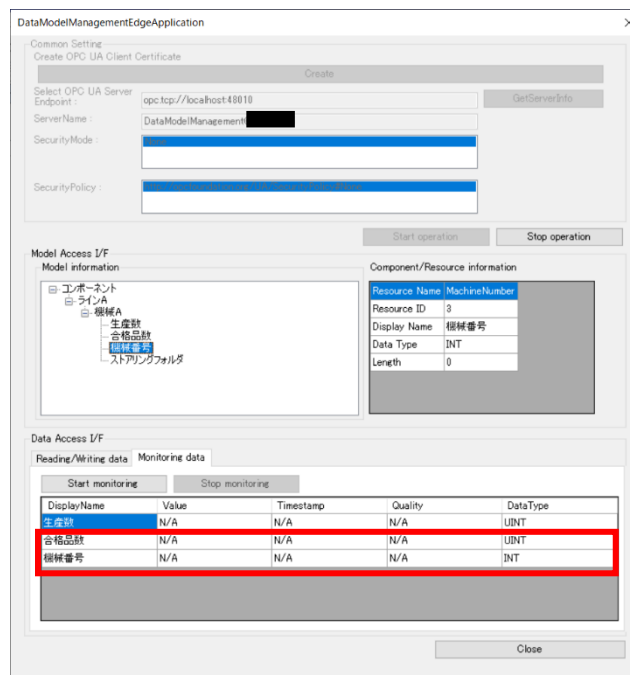 DataModelManagementEdgeApplication
Common Setting
Create OPC UA Client Certificate
Create
Select OPC UA Server
Endpoint :
opc.tcp://localhost:48010
GetServerInfo
ServerName :
DataModelManagement
SecurityMode :
SecurityPolicy :
Start operation
Stop operation
Model Access I/F
Model information
コンポーネント
ラインA
機械A
生産数
合格品数
機械番号
ストアリングフォルダ
Component/Resource information
Resource Name MachineNumber
Resource ID 3
Display Name 機械番号
Data Type INT
Length 0
Data Access I/F
Reading/Writing data Monitoring data
Start monitoring Stop monitoring
DisplayName Value Timestamp Quality DataType
生産数 N/A N/A N/A UINT
合格品数 N/A N/A N/A UINT
機械番号 N/A N/A N/A INT
Close